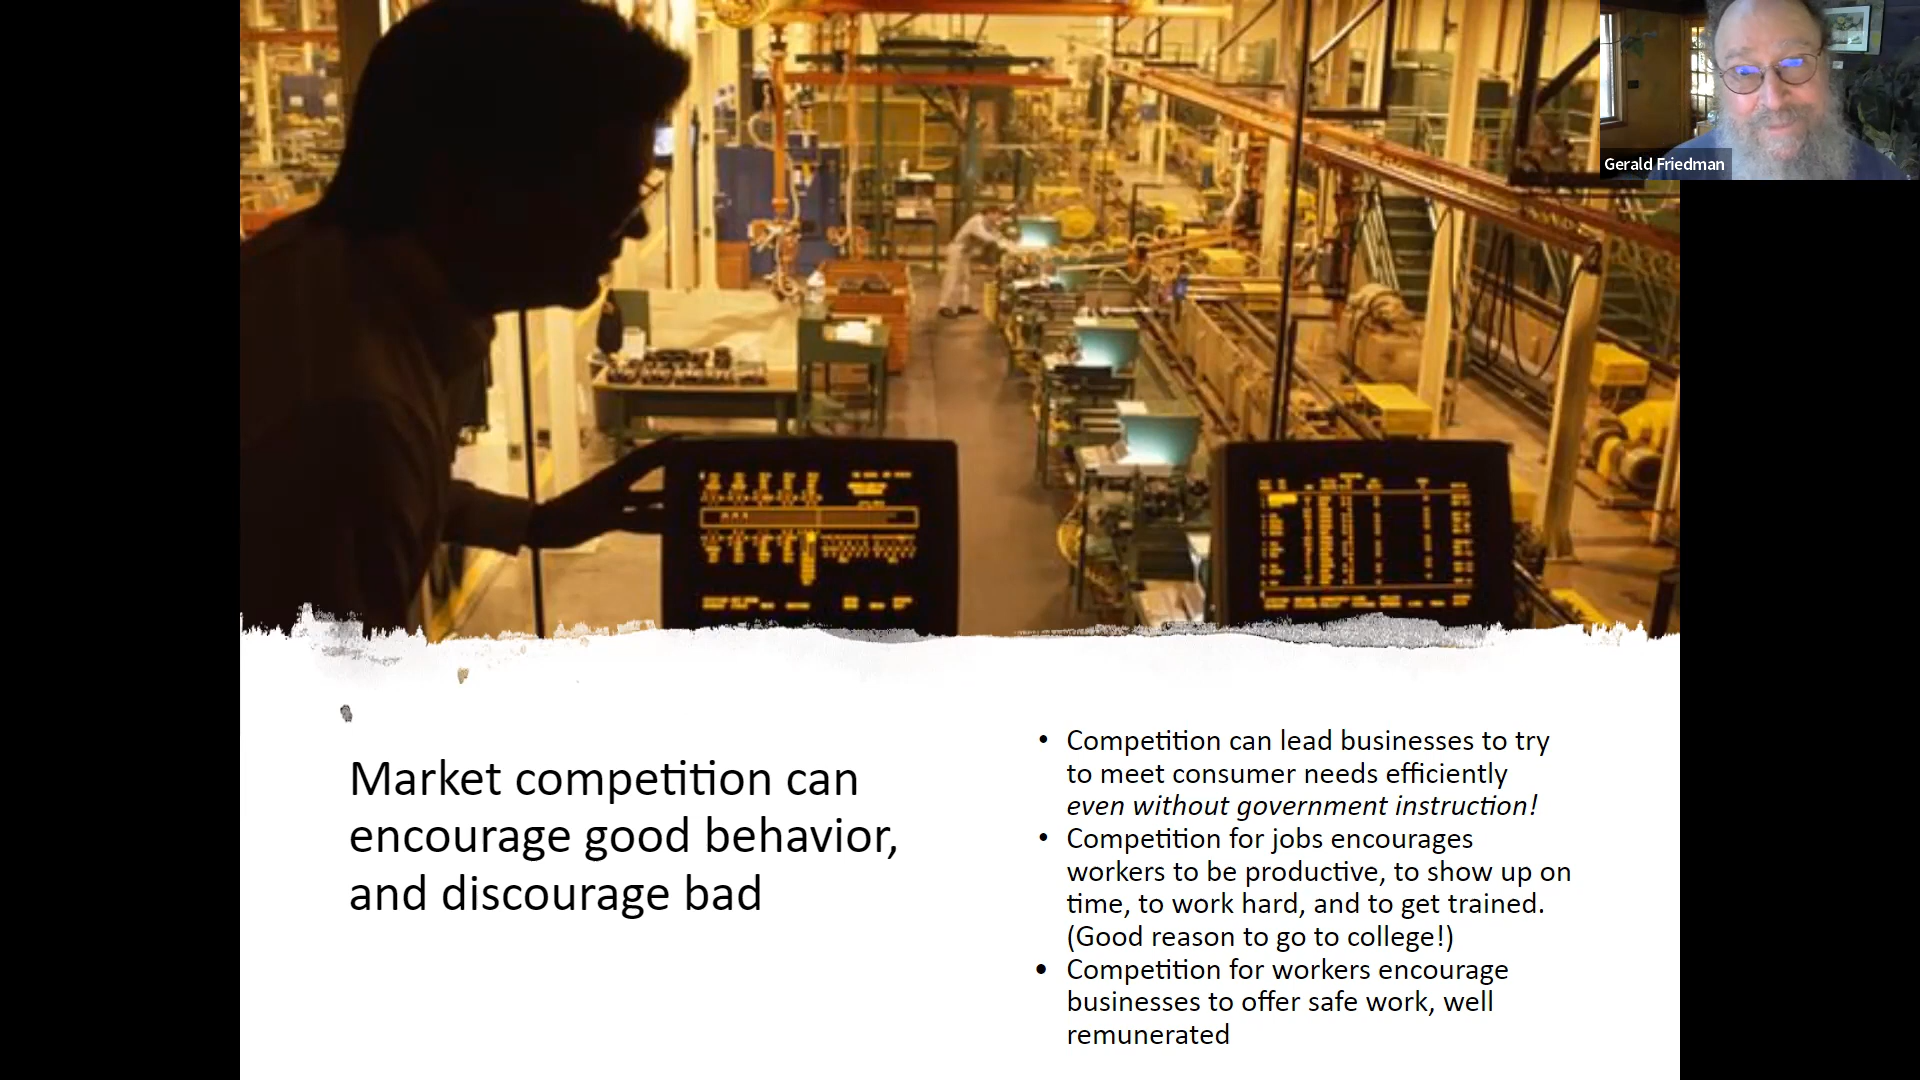 Gerald Friedman
Market competition can
encourage good behavior,
and discourage bad
• Competition can lead businesses to try
to meet consumer needs efficiently
even without government instruction!
• Competition for jobs encourages
workers to be productive, to show up on
time, to work hard, and to get trained.
(Good reason to go to college!)
• Competition for workers encourage
businesses to offer safe work, well
remunerated